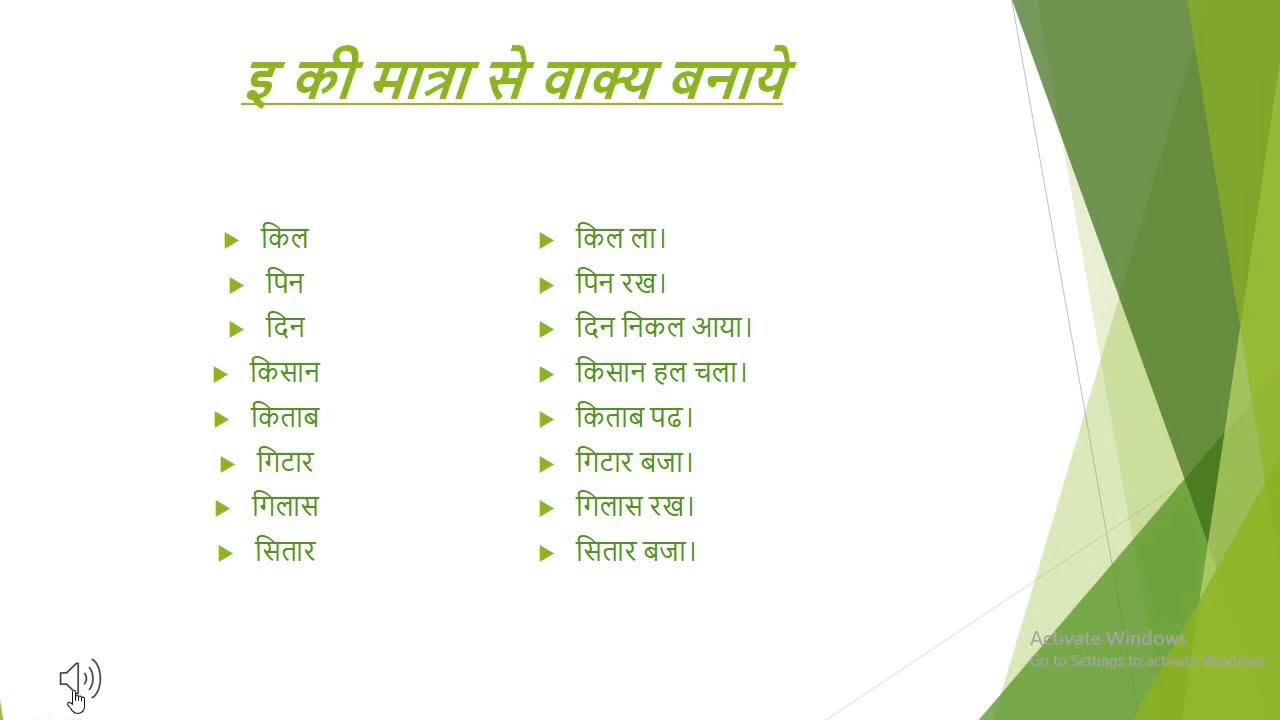 इ की मात्रा से वाक्य बनाये
किल
पिन
दिन
किसान
किताब
गिटार
गिलास
सितार
किल ला।
पिन रख।
दिन निकल आया।
किसान हल चला।
किताब पढ।
गिटार बजा।
गिलास रख।
सितार बजा।
Activate Windows
Go to Settings to activate Windows